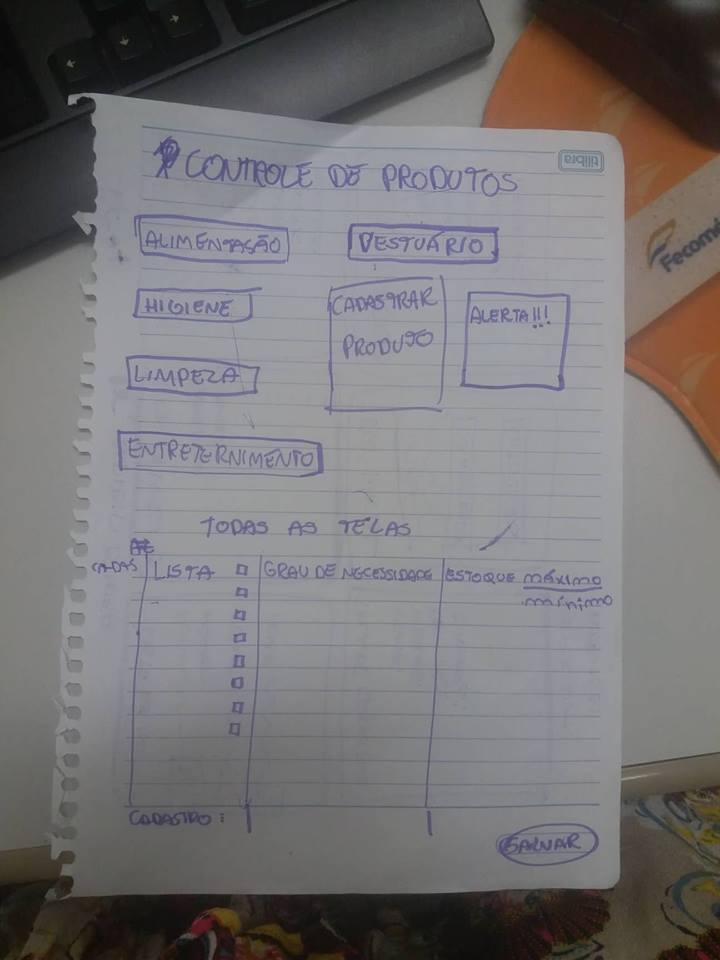 tilibra
CONTROLE DE PRODUTOS
Fecomé
ALIMENTAÇÃO
VESTUÁRIO
HIGIENE
CADASTRAR
PRODUTO
ALERTA!!!
LIMPEZA
ENTRETERNIMENTO
TODAS AS TELAS
LISTA
GRAU DE NECESSIDADE
ESTOQUE máximo
mínimo
CADASTRO:
SALVAR